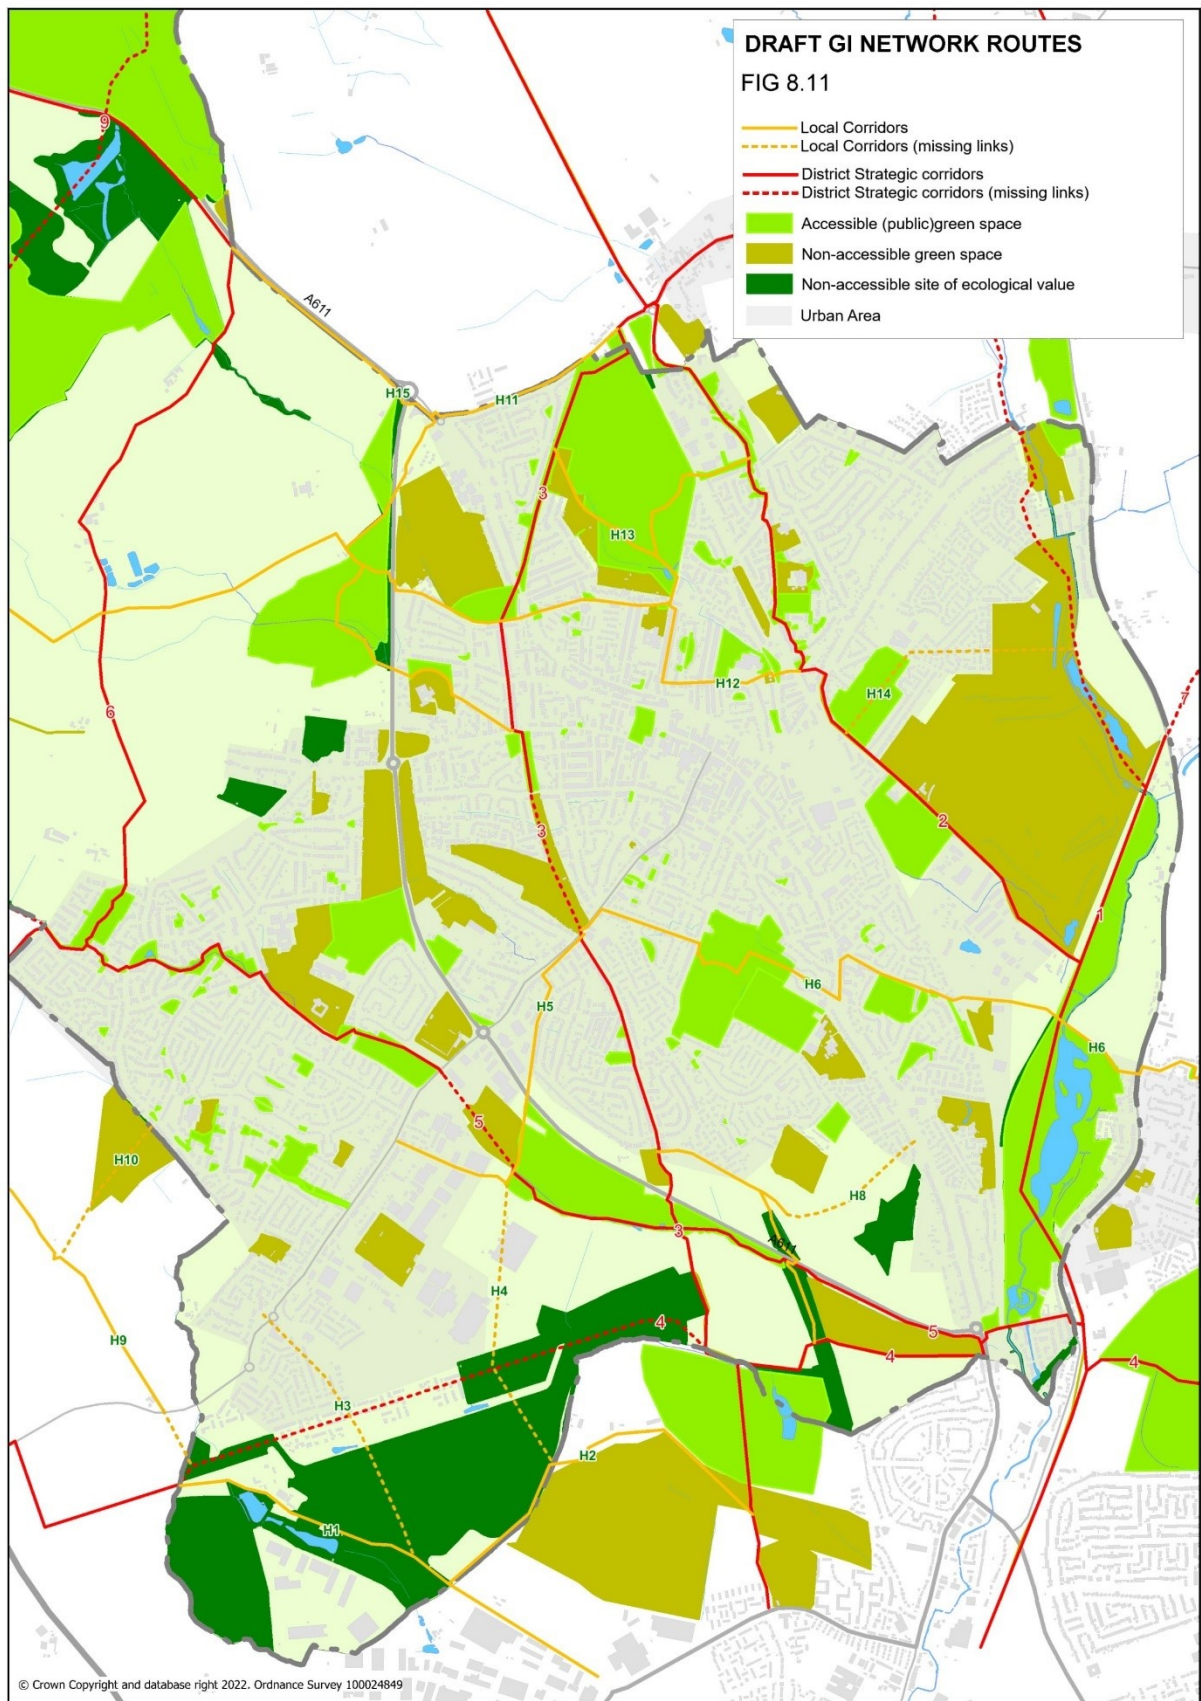 DRAFT GI NETWORK ROUTES
FIG 8.11
Local Corridors
Local Corridors (missing links)
District Strategic corridors
District Strategic corridors (missing links)
Accessible (public)green space
Non-accessible green space
Non-accessible site of ecological value
Urban Area
9
A611
H15
H11
3
H13
H12
H14
6
7
3
2
1
H6
H5
H6
5
H10
H8
3
A611
H4
H9
4
5
4
4
H3
H2
H1
© Crown Copyright and database right 2022. Ordnance Survey 100024849